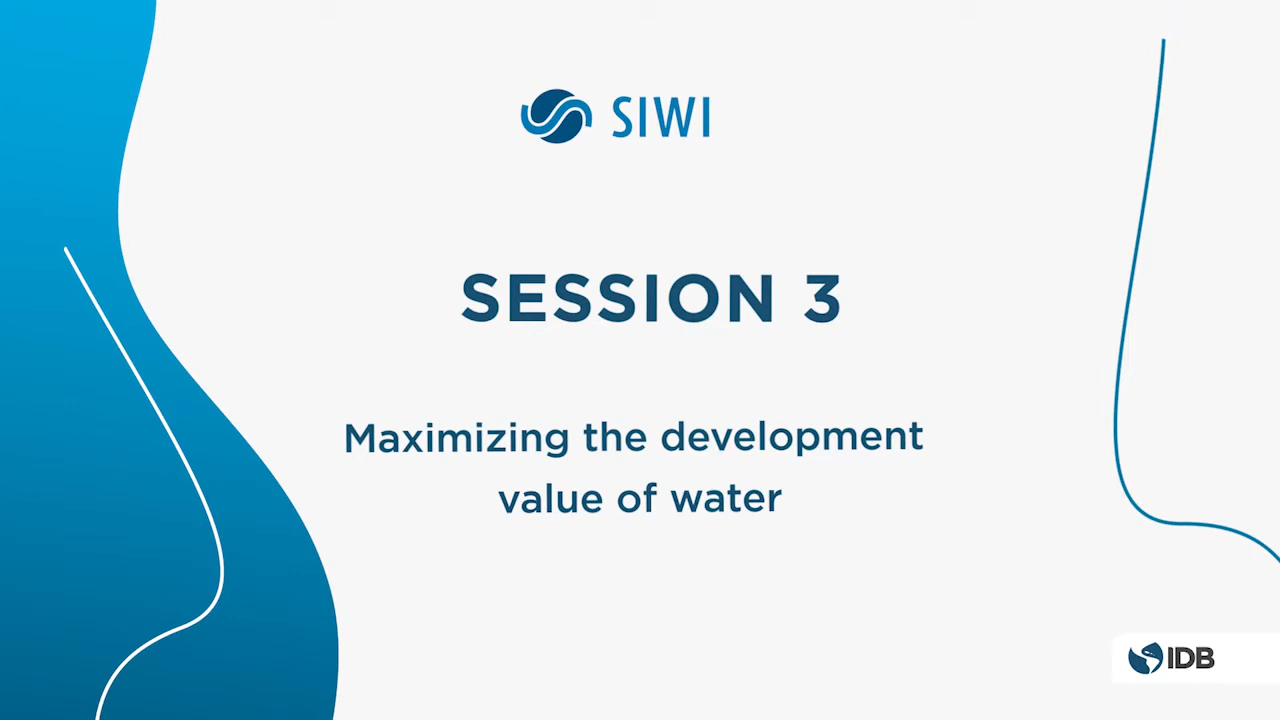 SIWI
SESSION 3
Maximizing the development
value of water
IDB